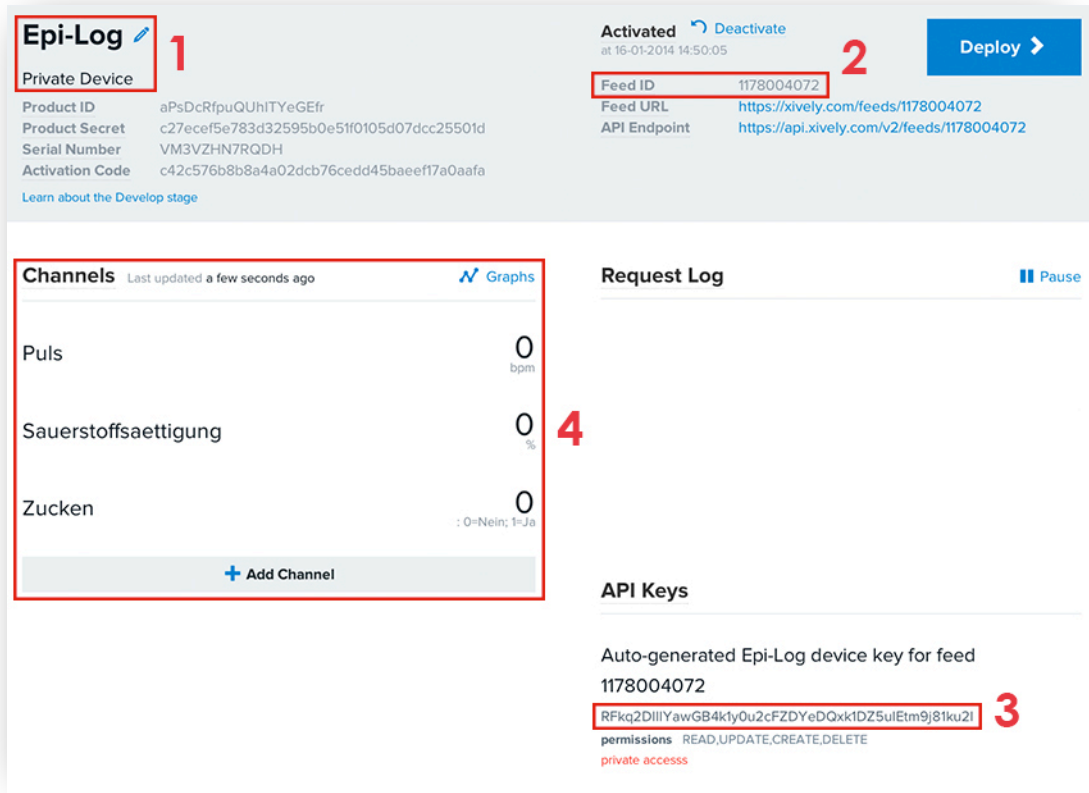 Epi-Log
1
Private Device
Product ID aPsDcRfpuQUhITYeGEfr
Product Secret c27ecef5e783d32595b0e51f0105d07dcc25501d
Serial Number VM3VZHN7RQDH
Activation Code c42c576b8b8a4a02dcb76cedd45baeef17a0aafa
Learn about the Develop stage
Activated Deactivate
at 16-01-2014 14:50:05
2
Deploy
Feed ID 1178004072
Feed URL https://xively.com/feeds/1178004072
API Endpoint https://api.xively.com/v2/feeds/1178004072
Channels Last updated a few seconds ago Graphs
Puls 0
bpm
Sauerstoffsaettigung 0
%
4
Zucken 0
: 0=Nein; 1=Ja
Add Channel
Request Log Pause
API Keys
Auto-generated Epi-Log device key for feed
1178004072
RFkq2DIIIYawGB4k1y0u2cFZDYeDQxk1DZ5uIEtm9j81ku2I
3
permissions READ,UPDATE,CREATE,DELETE
private accesss